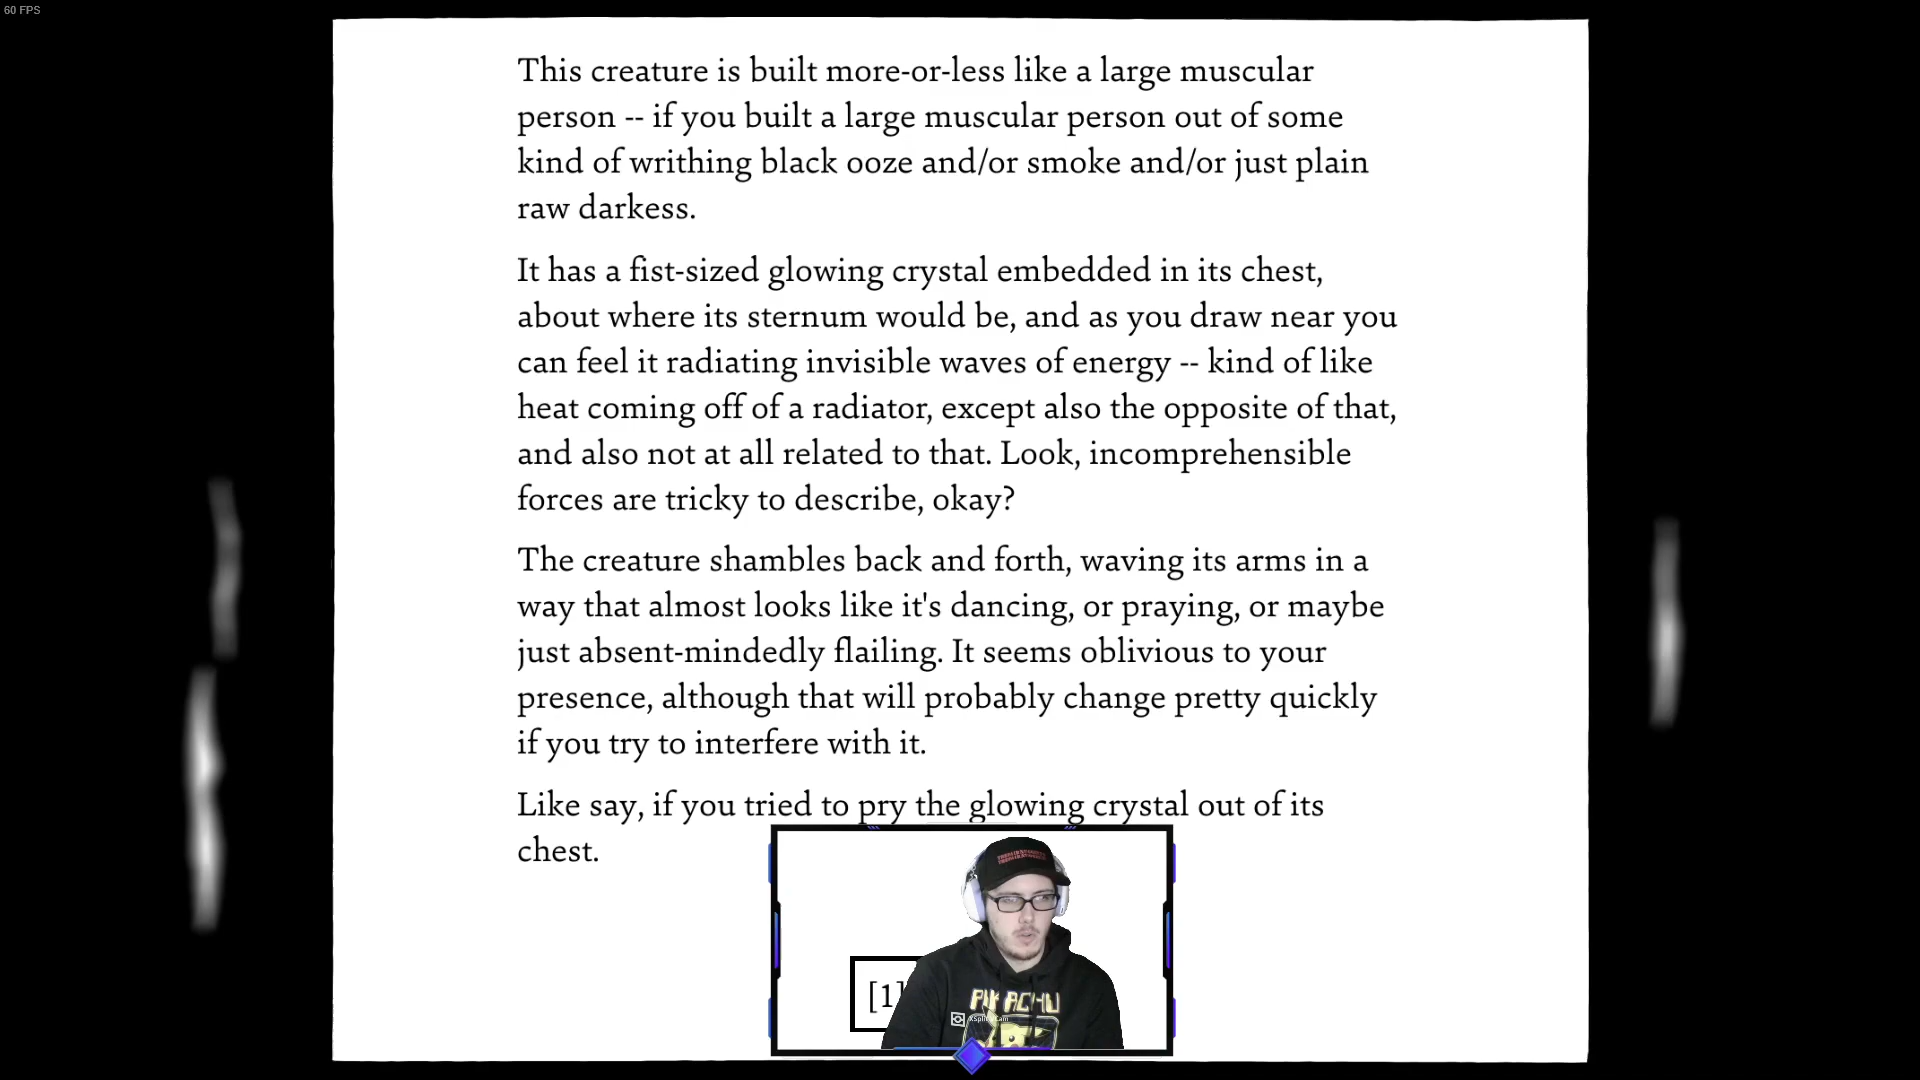 60 FPS
This creature is built more-or-less like a large muscular
person -- if you built a large muscular person out of some
kind of writhing black ooze and/or smoke and/or just plain
raw darkess.
It has a fist-sized glowing crystal embedded in its chest,
about where its sternum would be, and as you draw near you
can feel it radiating invisible waves of energy -- kind of like
heat coming off of a radiator, except also the opposite of that,
and also not at all related to that. Look, incomprehensible
forces are tricky to describe, okay?
The creature shambles back and forth, waving its arms in a
way that almost looks like it's dancing, or praying, or maybe
just absent-mindedly flailing. It seems oblivious to your
presence, although that will probably change pretty quickly
if you try to interfere with it.
Like say, if you tried to pry the glowing crystal out of its
chest.
[1]
PIKACHU
XSplit VCam